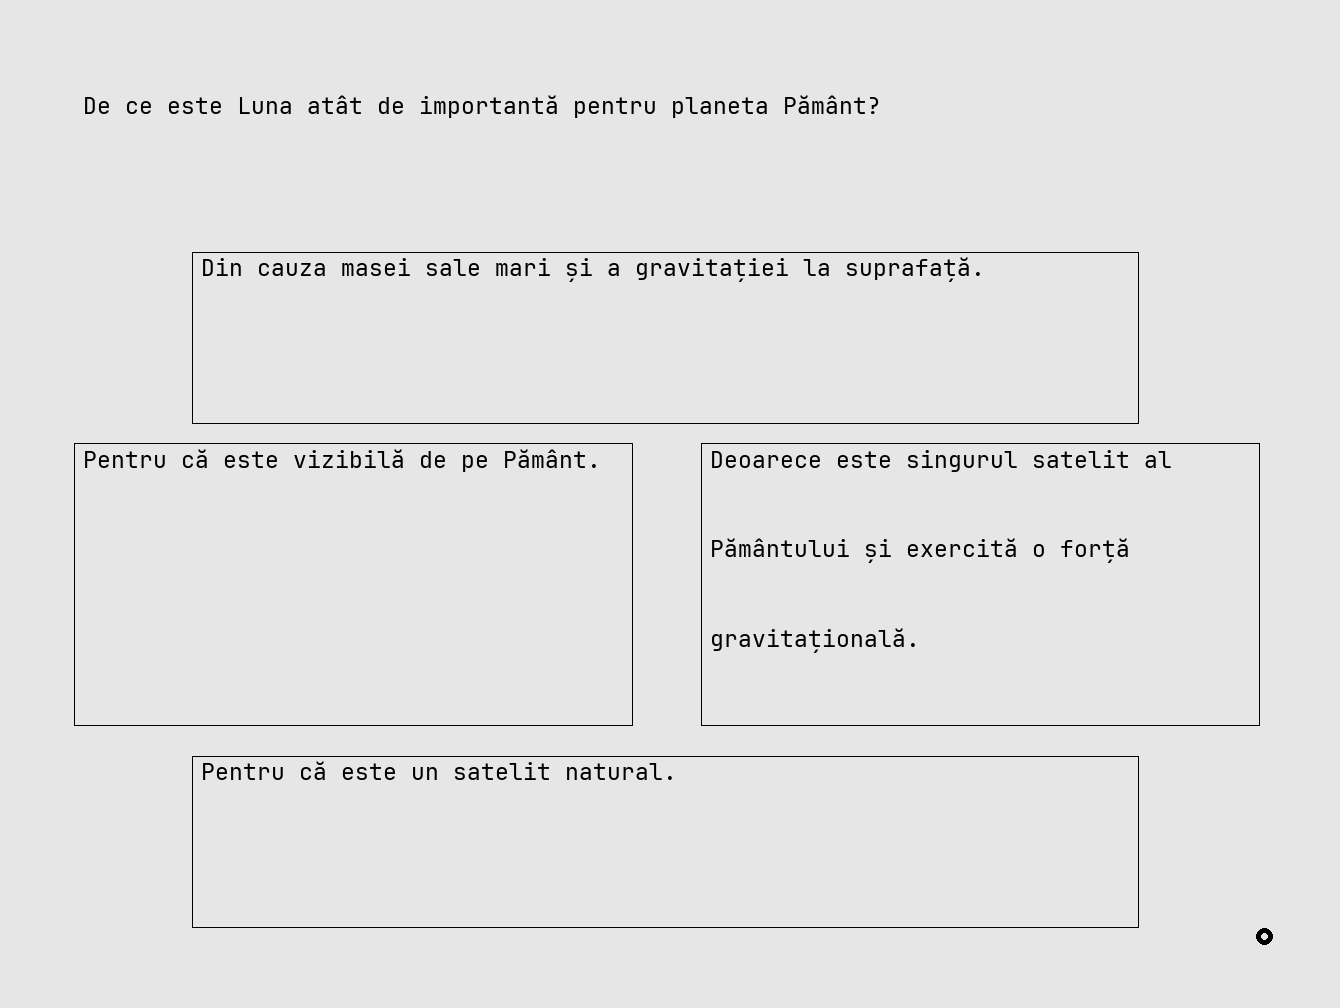 De ce este Luna atât de importantă pentru planeta Pământ?
Din cauza masei sale mari și a gravitației la suprafață.
Pentru că este vizibilă de pe Pământ.
Deoarece este singurul satelit al
Pământului și exercită o forță
gravitațională.
Pentru că este un satelit natural.